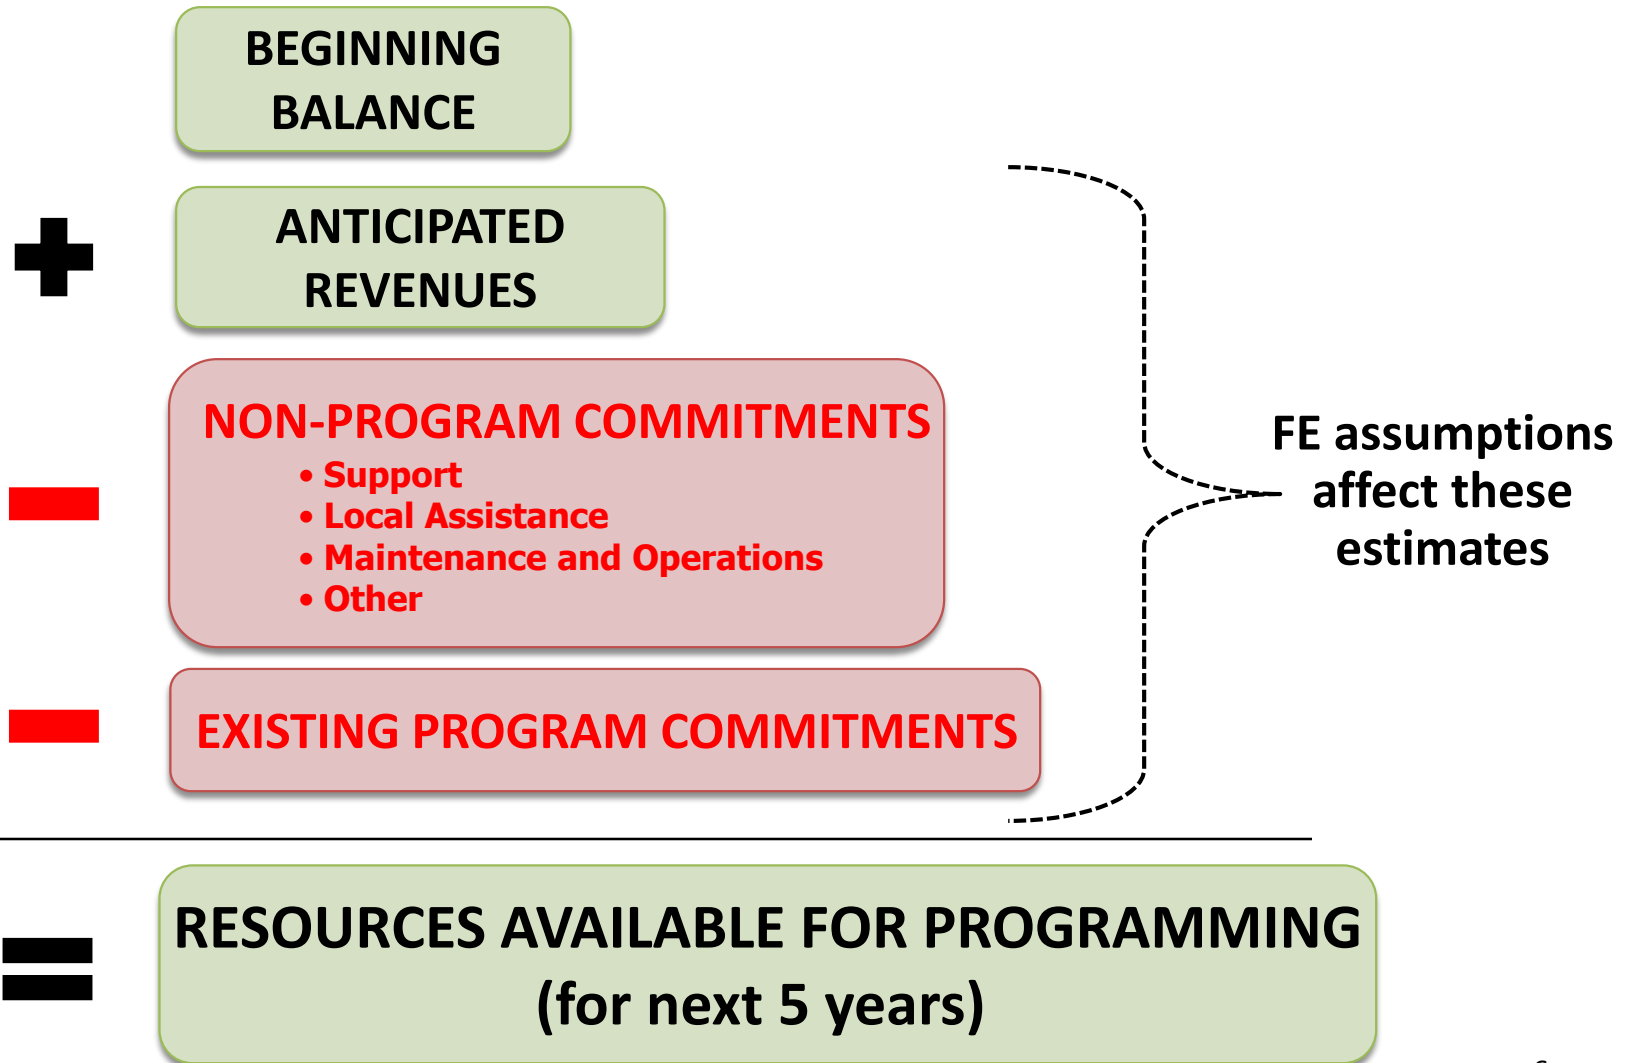 BEGINNING
BALANCE
ANTICIPATED
REVENUES
NON-PROGRAM COMMITMENTS
• Support
• Local Assistance
• Maintenance and Operations
• Other
EXISTING PROGRAM COMMITMENTS
FE assumptions
affect these
estimates
RESOURCES AVAILABLE FOR PROGRAMMING
(for next 5 years)